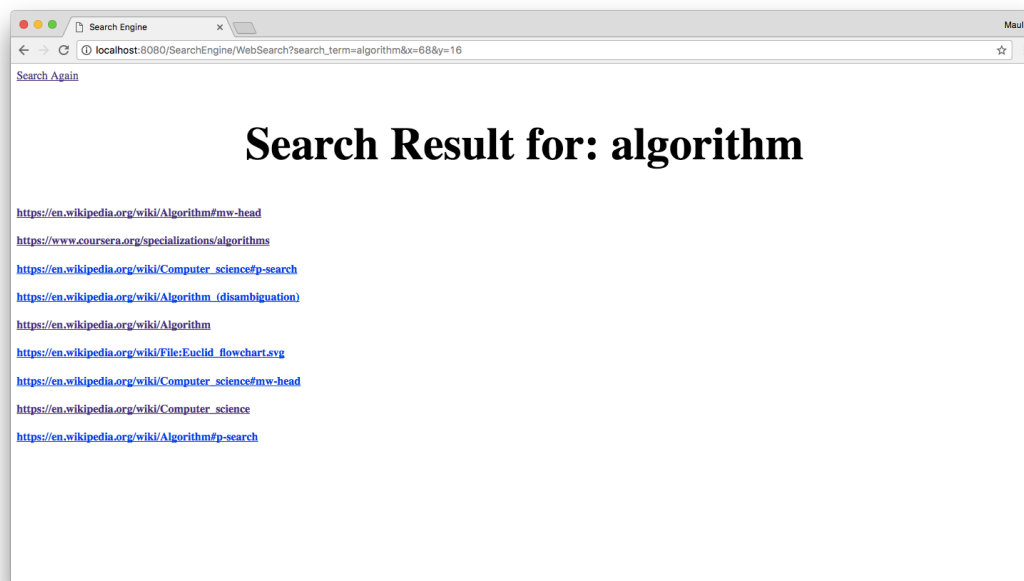 Search Engine
Maul
localhost:8080/SearchEngine/WebSearch?search_term=algorithm&x=68&y=16
Search Again
Search Result for: algorithm
https://en.wikipedia.org/wiki/Algorithm#mw-head
https://www.coursera.org/specializations/algorithms
https://en.wikipedia.org/wiki/Computer_science#p-search
https://en.wikipedia.org/wiki/Algorithm_(disambiguation)
https://en.wikipedia.org/wiki/Algorithm
https://en.wikipedia.org/wiki/File:Euclid_flowchart.svg
https://en.wikipedia.org/wiki/Computer_science#mw-head
https://en.wikipedia.org/wiki/Computer_science
https://en.wikipedia.org/wiki/Algorithm#p-search